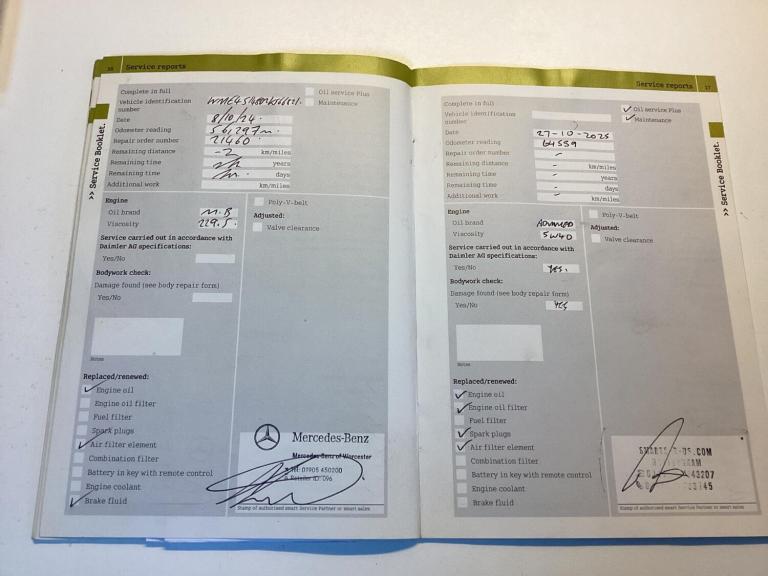 16 Service reports
>> Service Booklet.
Complete in full
Vehicle identification
number
Date 8/10/24
Odometer reading 56,297m
Repair order number 21460
Remaining distance -2 km/miles
Remaining time years
Remaining time days
Additional work km/miles
Oil service Plus
Maintenance
Engine
Oil brand M.B
Viscosity 229.5
Service carried out in accordance with
Daimler AG specifications:
Yes/No
Bodywork check:
Damage found (see body repair form)
Yes/No
Notes
Poly-V-belt
Adjusted:
Valve clearance
Replaced/renewed:
✓ Engine oil
Engine oil filter
Fuel filter
Spark plugs
✓ Air filter element
Combination filter
Battery in key with remote control
Engine coolant
✓ Brake fluid
Mercedes-Benz
Mercedes-Benz of Worcester
Tel: 01905 450200
Retailer ID: 096
Stamp of authorised smart Service Partner or smart sales
Service reports 17
>> Service Booklet.
Complete in full
Vehicle identification
number
Date 27-10-2025
Odometer reading 64559
Repair order number -
Remaining distance - km/miles
Remaining time - years
Remaining time - days
Additional work - km/miles
✓ Oil service Plus
✓ Maintenance
Engine
Oil brand
Viscosity 5W40
Service carried out in accordance with
Daimler AG specifications:
Yes/No YES.
Bodywork check:
Damage found (see body repair form)
Yes/No YES
Notes
Poly-V-belt
Adjusted:
Valve clearance
Replaced/renewed:
✓ Engine oil
✓ Engine oil filter
Fuel filter
✓ Spark plugs
✓ Air filter element
Combination filter
Battery in key with remote control
Engine coolant
Brake fluid
Stamp of authorised smart Service Partner or smart sales